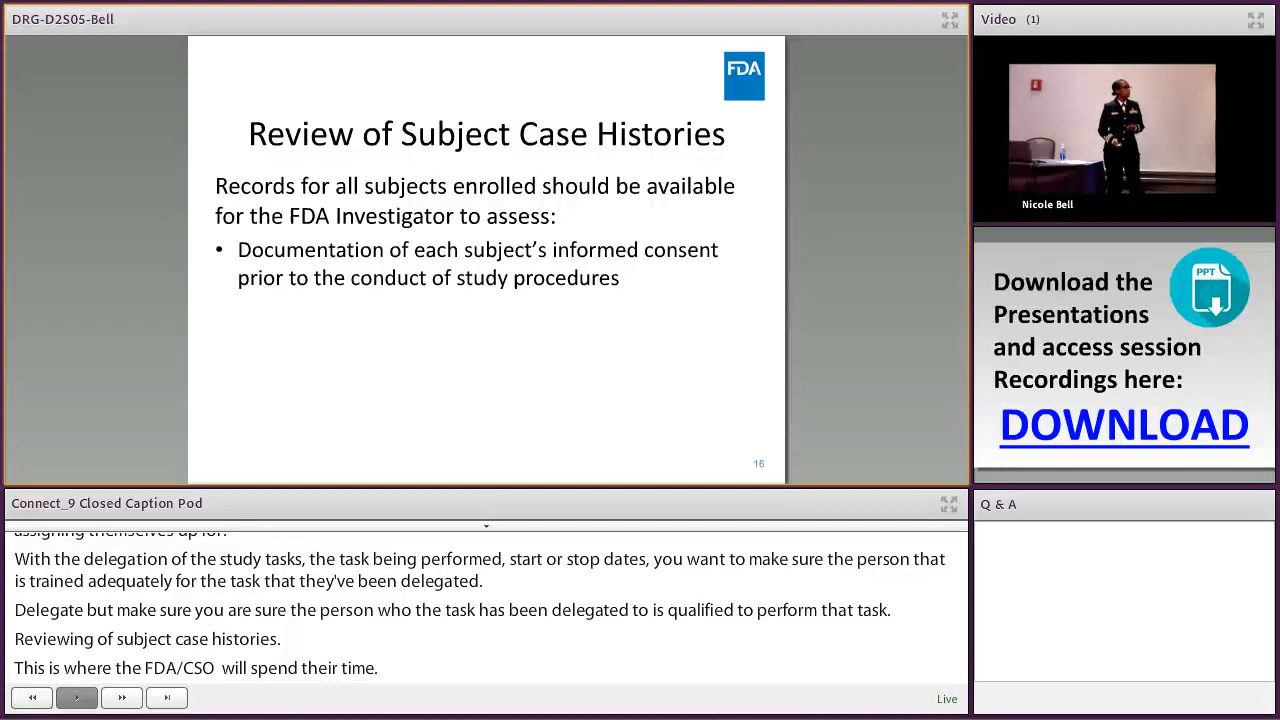 DRG-D2S05-Bell
FDA
Review of Subject Case Histories
Records for all subjects enrolled should be available
for the FDA Investigator to assess:
• Documentation of each subject’s informed consent
prior to the conduct of study procedures
16
Video (1)
Nicole Bell
PPT
Download the
Presentations
and access session
Recordings here:
DOWNLOAD
Connect_9 Closed Caption Pod
assigning themselves up for.
With the delegation of the study tasks, the task being performed, start or stop dates, you want to make sure the person that
is trained adequately for the task that they've been delegated.
Delegate but make sure you are sure the person who the task has been delegated to is qualified to perform that task.
Reviewing of subject case histories.
This is where the FDA/CSO will spend their time.
Live
Q & A